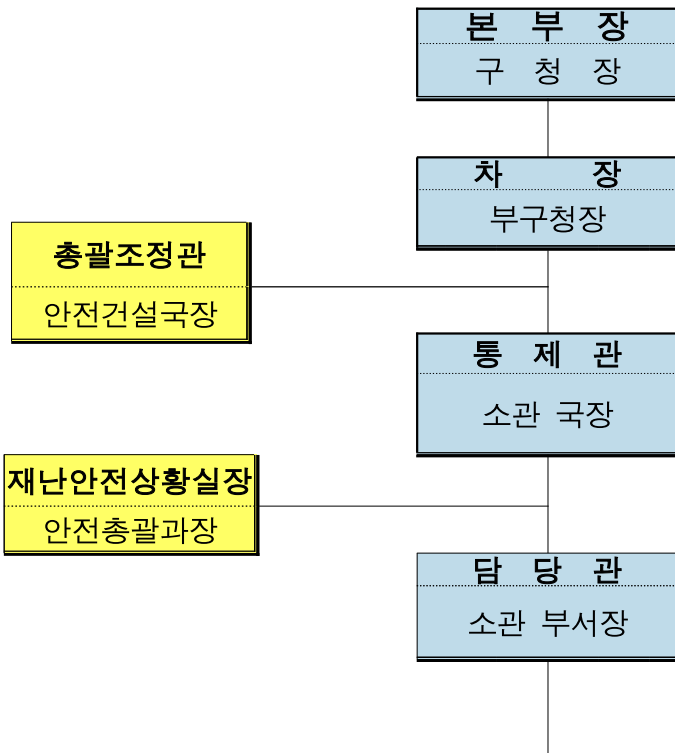 본 부 장
구 청 장
차 장
부구청장
총괄조정관
안전건설국장
통 제 관
소관 국장
재난안전상황실장
안전총괄과장
담 당 관
소관 부서장